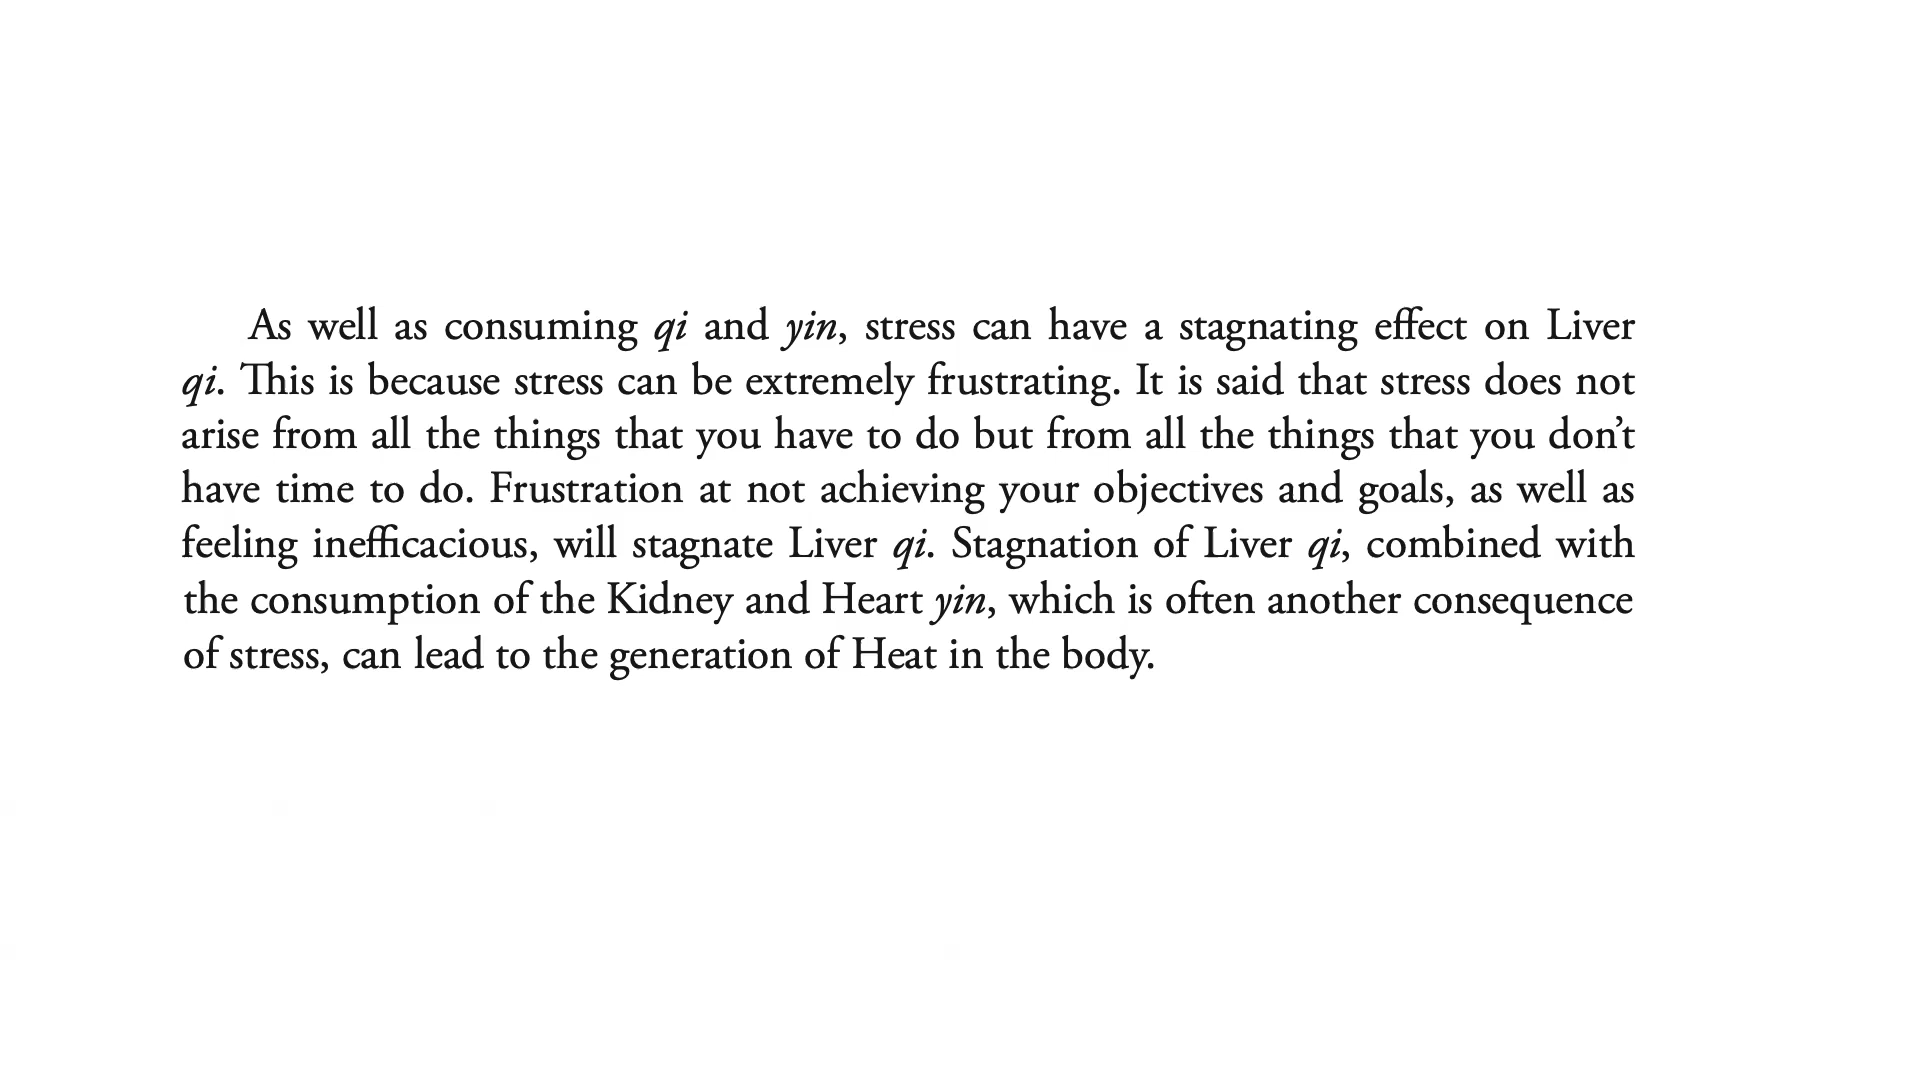 As well as consuming qi and yin, stress can have a stagnating effect on Liver
qi. This is because stress can be extremely frustrating. It is said that stress does not
arise from all the things that you have to do but from all the things that you don’t
have time to do. Frustration at not achieving your objectives and goals, as well as
feeling inefficacious, will stagnate Liver qi. Stagnation of Liver qi, combined with
the consumption of the Kidney and Heart yin, which is often another consequence
of stress, can lead to the generation of Heat in the body.